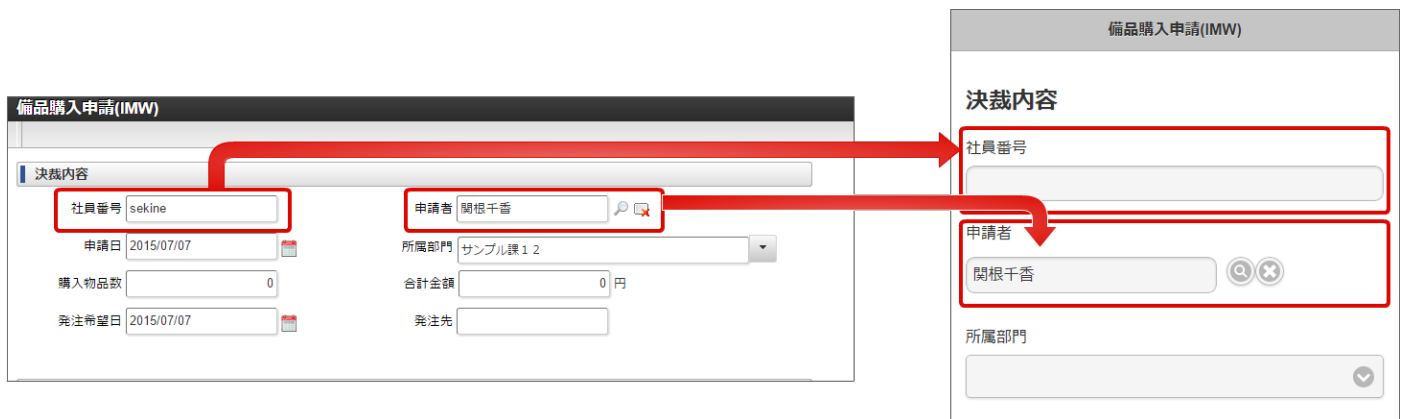 備品購入申請(IMW)
決裁内容
社員番号 sekine 申請者 関根千香
申請日 2015/07/07 所属部門 サンプル課12
購入物品数 0 合計金額 0 円
発注希望日 2015/07/07 発注先
備品購入申請(IMW)
決裁内容
社員番号
申請者
関根千香
所属部門